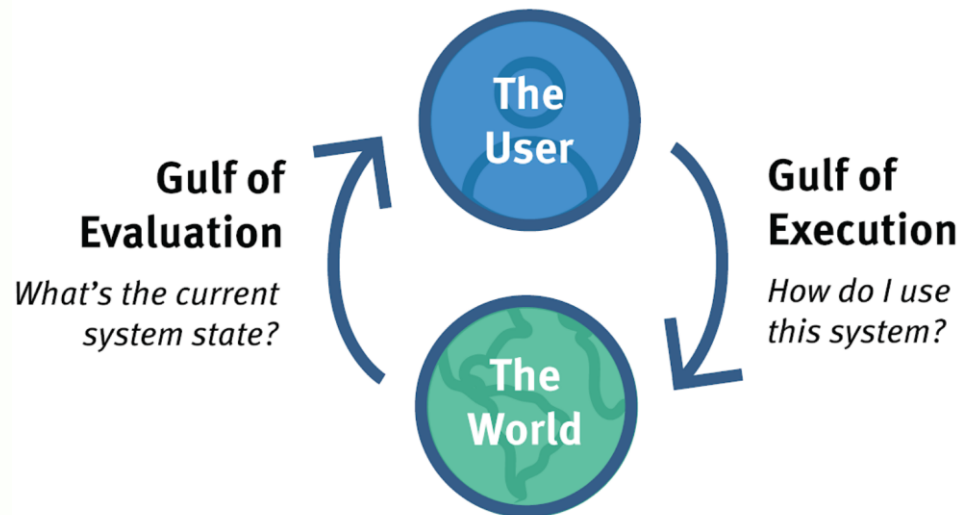 The
User
Gulf of
Evaluation
What's the current
system state?
Gulf of
Execution
How do I use
this system?
The
World